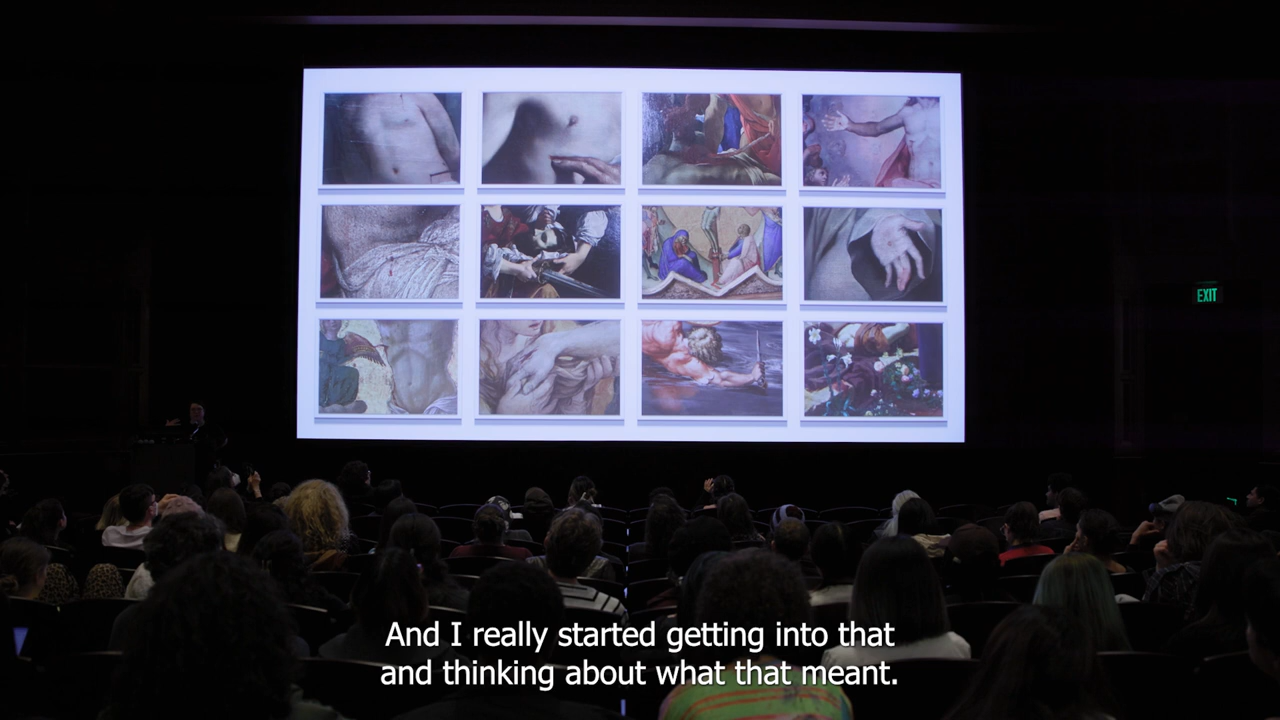 EXIT
And I really started getting into that
and thinking about what that meant.